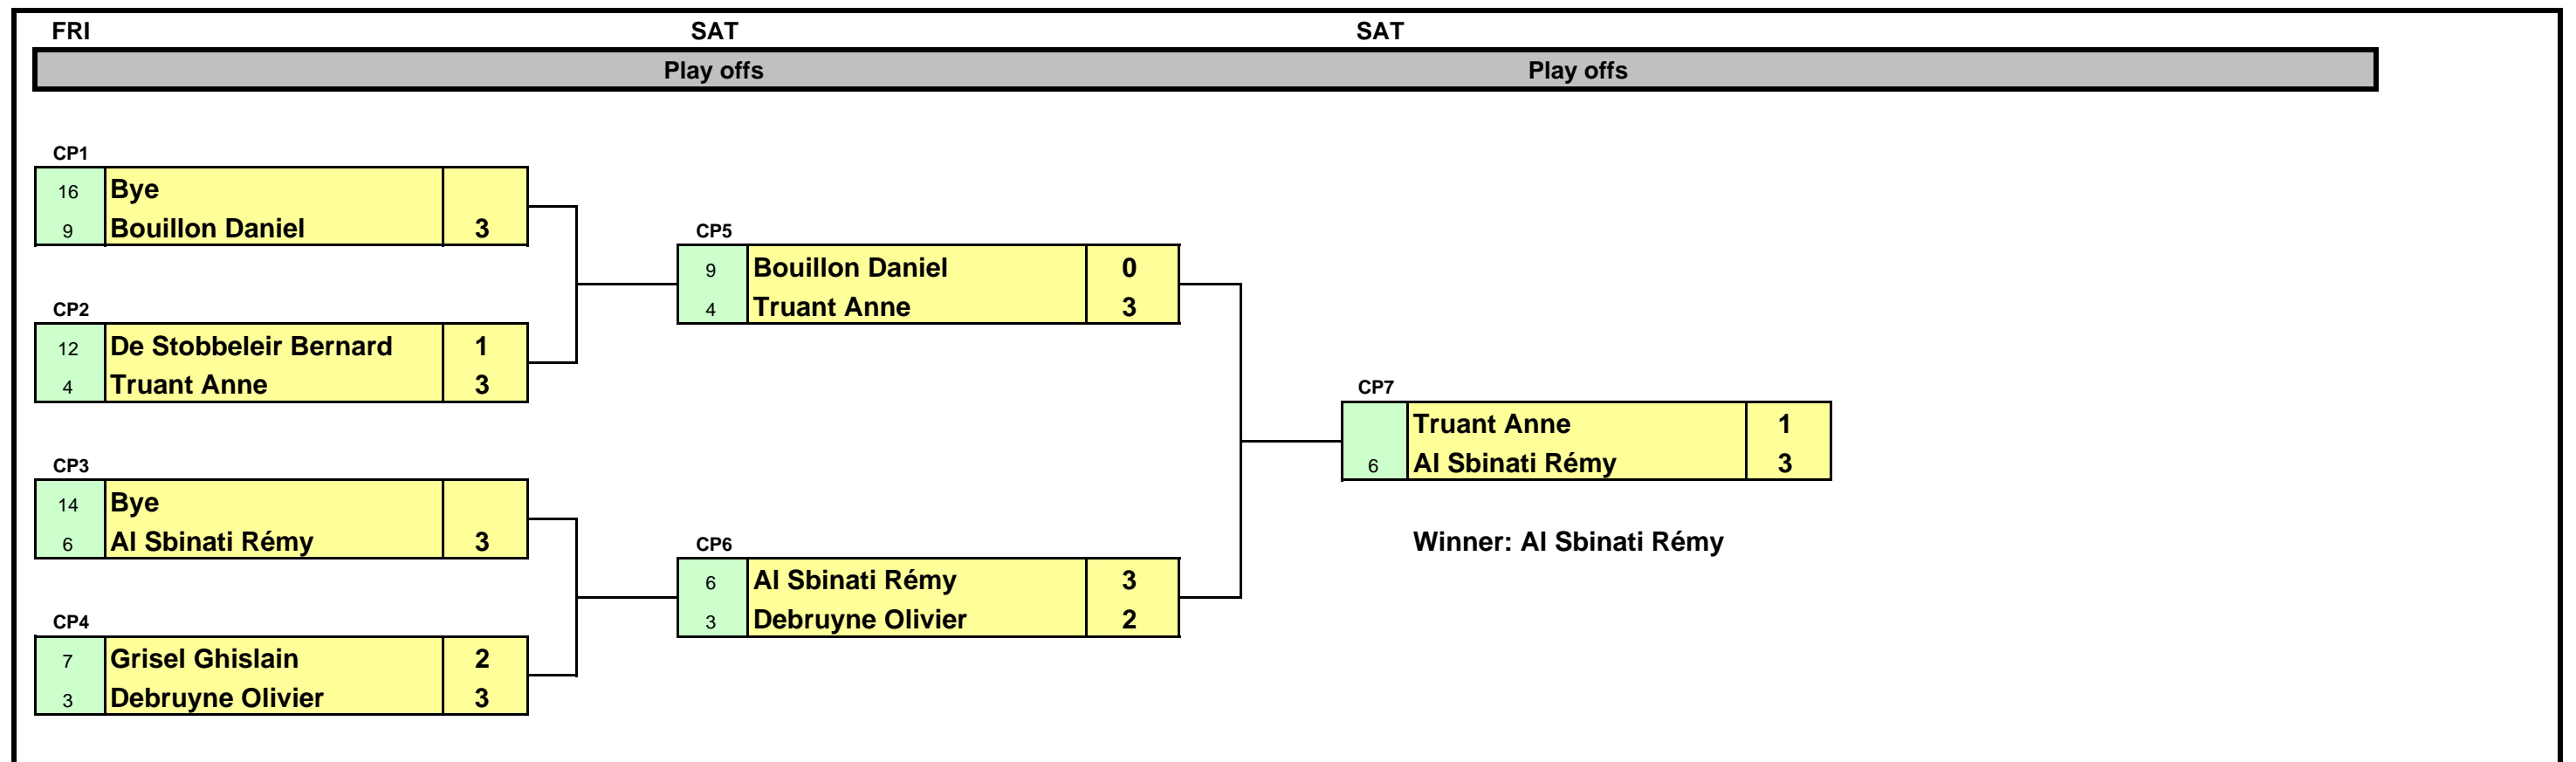 FRI SAT SAT
Play offs Play offs
CP1
16 Bye
9 Bouillon Daniel 3
CP2
12 De Stobbeleir Bernard 1
4 Truant Anne 3
CP3
14 Bye
6 Al Sbinati Rémy 3
CP4
7 Grisel Ghislain 2
3 Debruyne Olivier 3
CP5
9 Bouillon Daniel 0
4 Truant Anne 3
CP6
6 Al Sbinati Rémy 3
3 Debruyne Olivier 2
CP7
Truant Anne 1
6 Al Sbinati Rémy 3
Winner: Al Sbinati Rémy